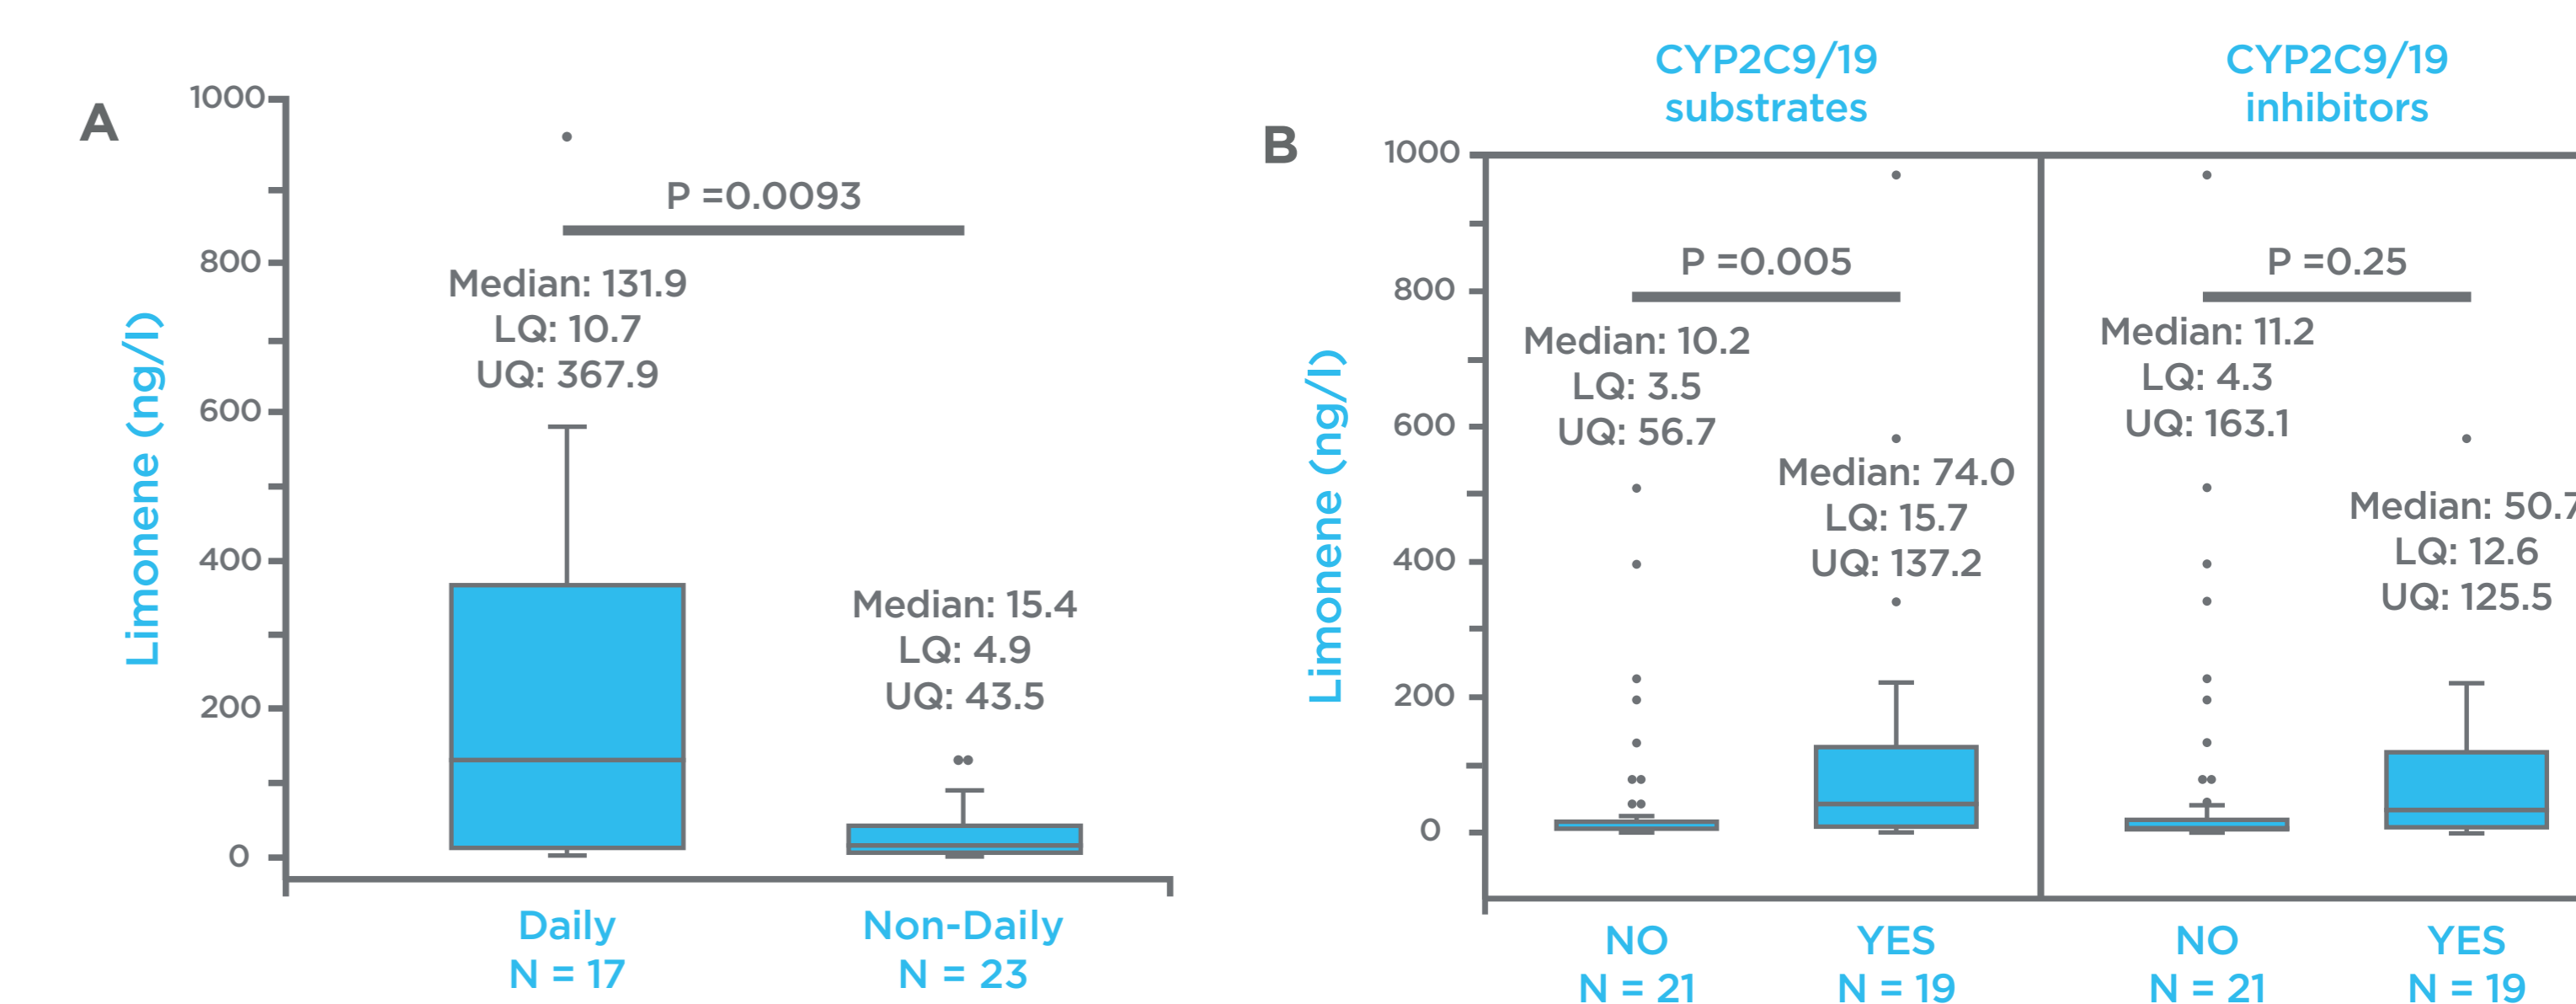 A
1000
800
600
400
200
0
Limonene (ng/l)
P =0.0093
Median: 131.9
LQ: 10.7
UQ: 367.9
Median: 15.4
LQ: 4.9
UQ: 43.5
Daily
N = 17
Non-Daily
N = 23
B
CYP2C9/19
substrates
CYP2C9/19
inhibitors
1000
800
600
400
200
0
Limonene (ng/l)
P =0.005
Median: 10.2
LQ: 3.5
UQ: 56.7
Median: 74.0
LQ: 15.7
UQ: 137.2
P =0.25
Median: 11.2
LQ: 4.3
UQ: 163.1
Median: 50.7
LQ: 12.6
UQ: 125.5
NO
N = 21
YES
N = 19
NO
N = 21
YES
N = 19